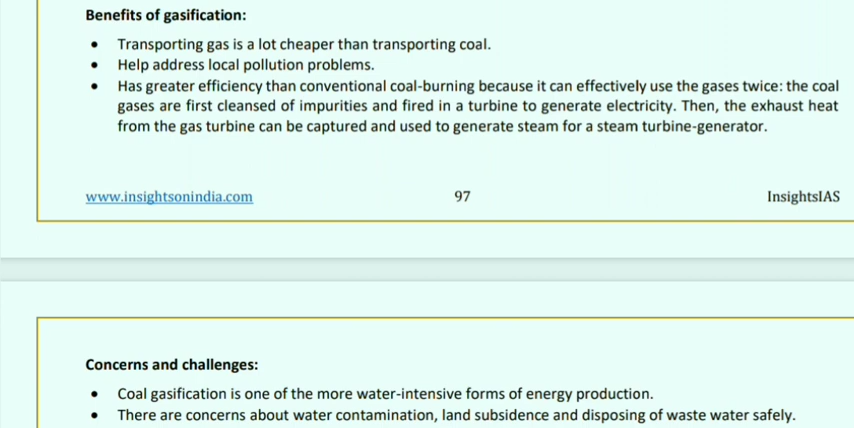 Benefits of gasification:
• Transporting gas is a lot cheaper than transporting coal.
• Help address local pollution problems.
• Has greater efficiency than conventional coal-burning because it can effectively use the gases twice: the coal
gases are first cleansed of impurities and fired in a turbine to generate electricity. Then, the exhaust heat
from the gas turbine can be captured and used to generate steam for a steam turbine-generator.
www.insightsonindia.com 97 InsightsIAS
Concerns and challenges:
• Coal gasification is one of the more water-intensive forms of energy production.
• There are concerns about water contamination, land subsidence and disposing of waste water safely.